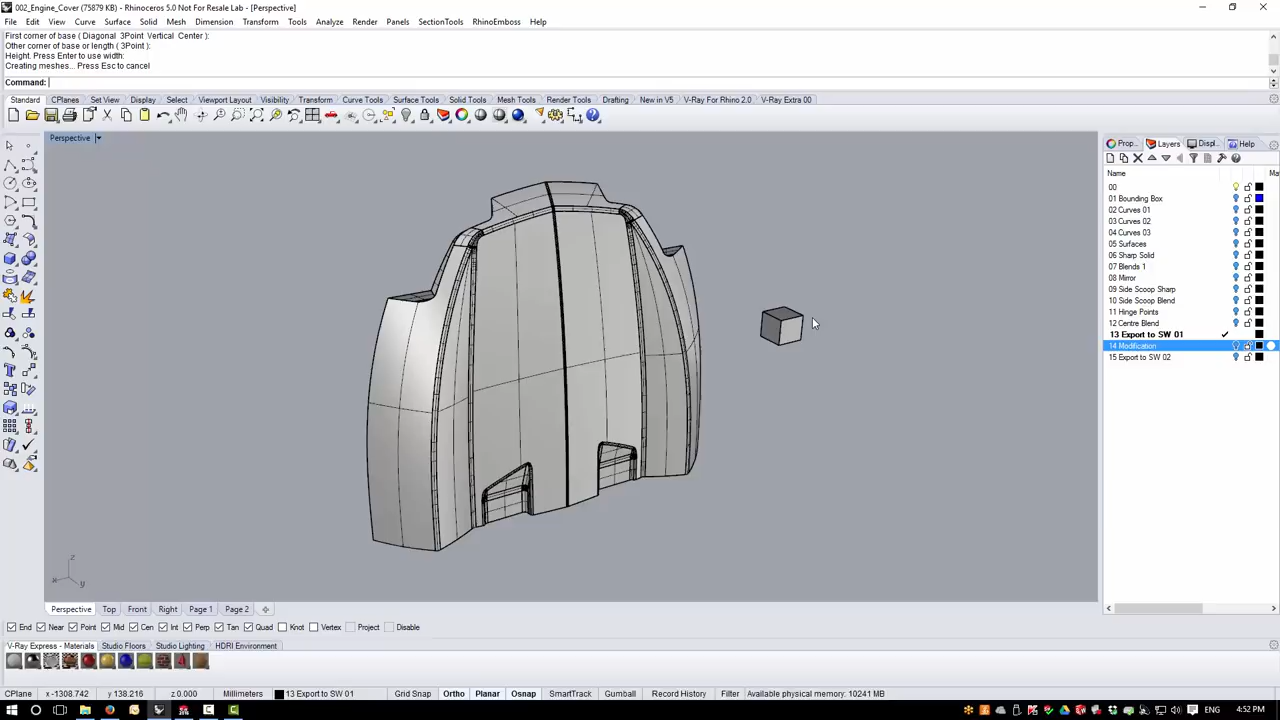 002_Engine_Cover (75879 KB) - Rhinoceros 5.0 Not For Resale Lab - [Perspective]
File Edit View Curve Surface Solid Mesh Dimension Transform Tools Analyze Render Panels SectionTools RhinoEmboss Help
First corner of base ( Diagonal 3Point Vertical Center ):
Other corner of base or length ( 3Point ):
Height. Press Enter to use width:
Creating meshes... Press Esc to cancel
Command:
Standard CPlanes Set View Display Select Viewport Layout Visibility Transform Curve Tools Surface Tools Solid Tools Mesh Tools Render Tools Drafting New in V5 V-Ray For Rhino 2.0 V-Ray Extra 00
Perspective
Prop... Layers Displ... Help
Name Ma
00
01 Bounding Box
02 Curves 01
03 Curves 02
04 Curves 03
05 Surfaces
06 Sharp Solid
07 Blends 1
08 Mirror
09 Side Scoop Sharp
10 Side Scoop Blend
11 Hinge Points
12 Centre Blend
13 Export to SW 01
14 Modification
15 Export to SW 02
z
x y
Perspective Top Front Right Page 1 Page 2
End Near Point Mid Cen Int Perp Tan Quad Knot Vertex Project Disable
V-Ray Express - Materials Studio Floors Studio Lighting HDRI Environment
CPlane x -1308.742 y 138.216 z 0.000 Millimeters 13 Export to SW 01 Grid Snap Ortho Planar Osnap SmartTrack Gumball Record History Filter Available physical memory: 10241 MB
ENG 4:52 PM